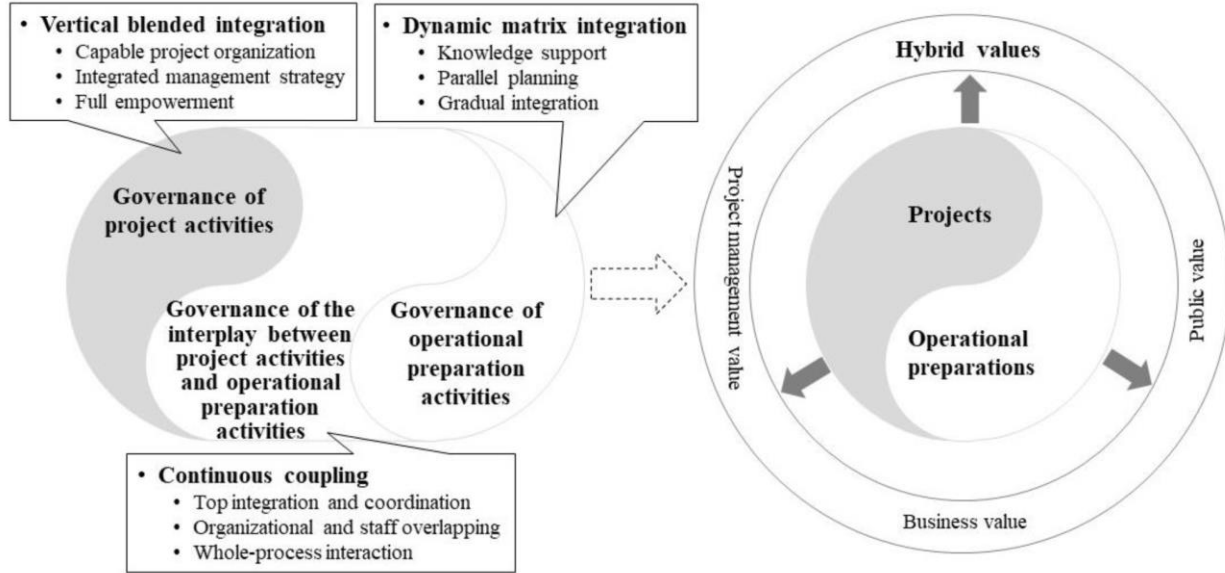 • Vertical blended integration
• Capable project organization
• Integrated management strategy
• Full empowerment
• Dynamic matrix integration
• Knowledge support
• Parallel planning
• Gradual integration
Governance of
project activities
Governance of the
interplay between
project activities
and operational
preparation
activities
Governance of
operational
preparation
activities
• Continuous coupling
• Top integration and coordination
• Organizational and staff overlapping
• Whole-process interaction
Hybrid values
Project management value
Projects
Operational
preparations
Public value
Business value